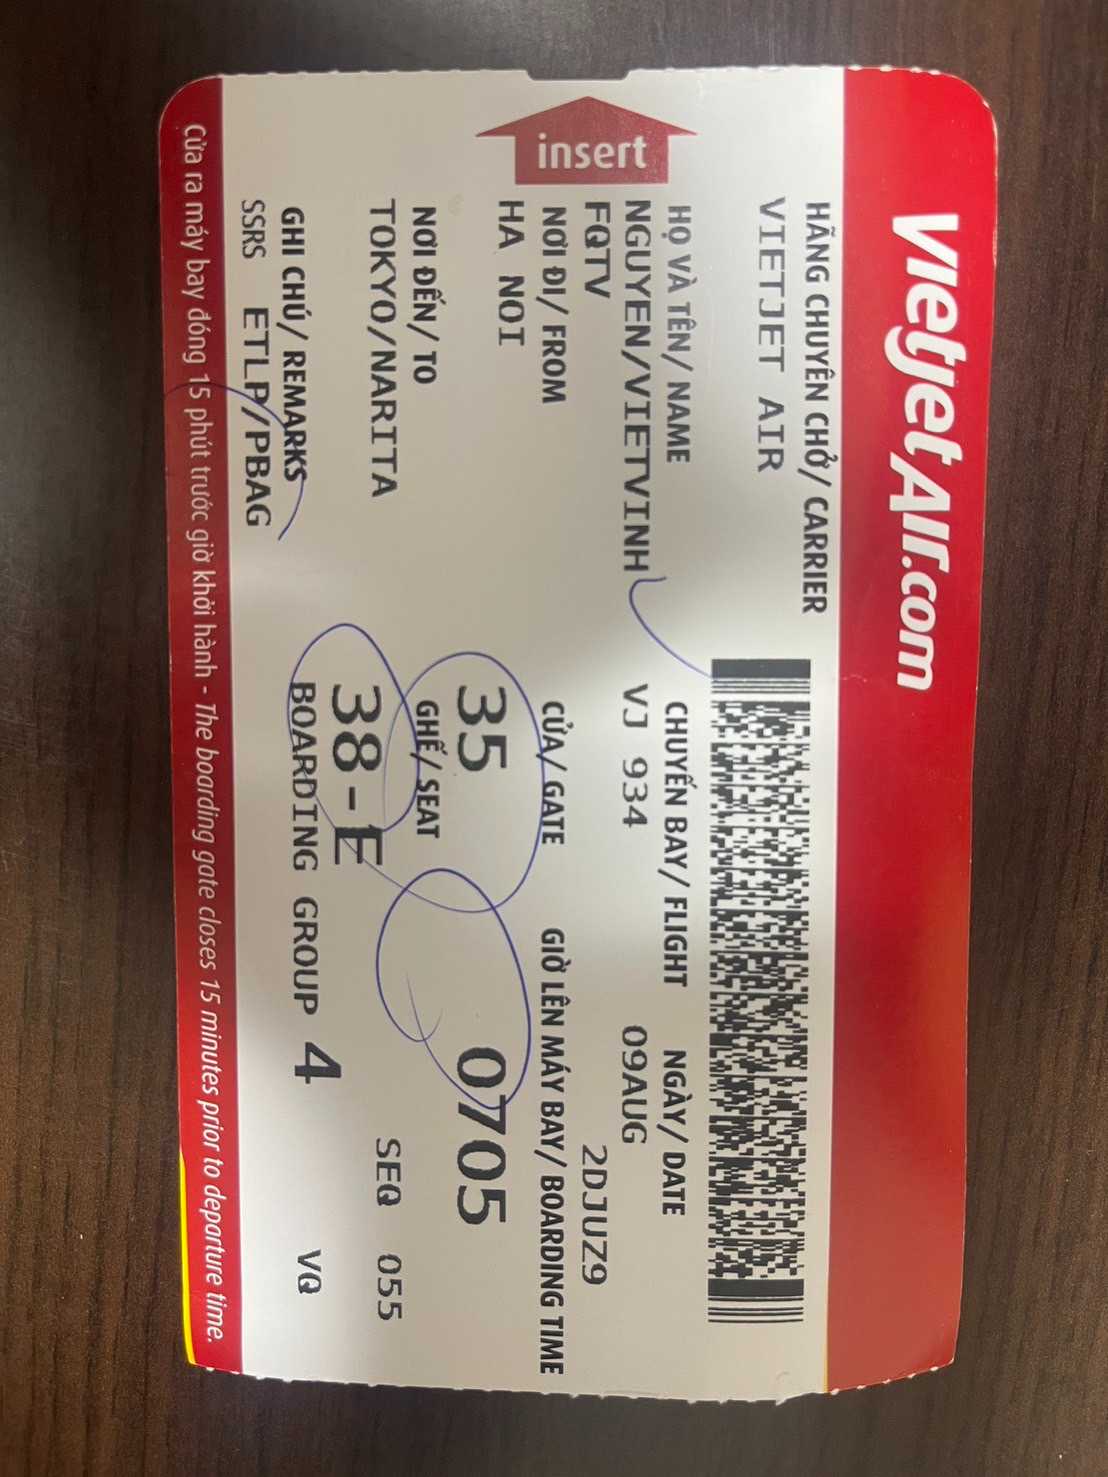 vietjetAir.com
HÃNG CHUYÊN CHỞ/ CARRIER
VIETJET AIR
HỌ VÀ TÊN/ NAME
NGUYEN/VIETVINH
FQTV
NƠI ĐI/ FROM
HA NOI
NƠI ĐẾN/ TO
TOKYO/NARITA
GHI CHÚ/ REMARKS
SSRS ETLP/PBAG
insert
CHUYẾN BAY/ FLIGHT NGÀY/ DATE
VJ 934 09AUG
2DJUZ9
CỬA/ GATE GIỜ LÊN MÁY BAY/ BOARDING TIME
35 0705
GHẾ/ SEAT
38-E SEQ 055
BOARDING GROUP 4 VQ
Cửa ra máy bay đóng 15 phút trước giờ khởi hành - The boarding gate closes 15 minutes prior to departure time.